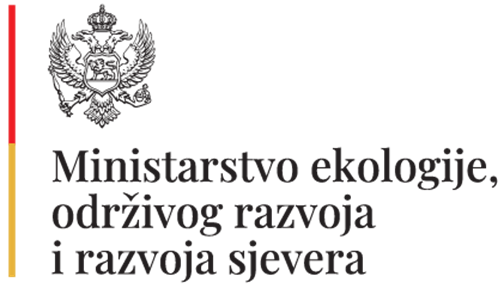 Ministarstvo ekologije,
održivog razvoja
i razvoja sjevera